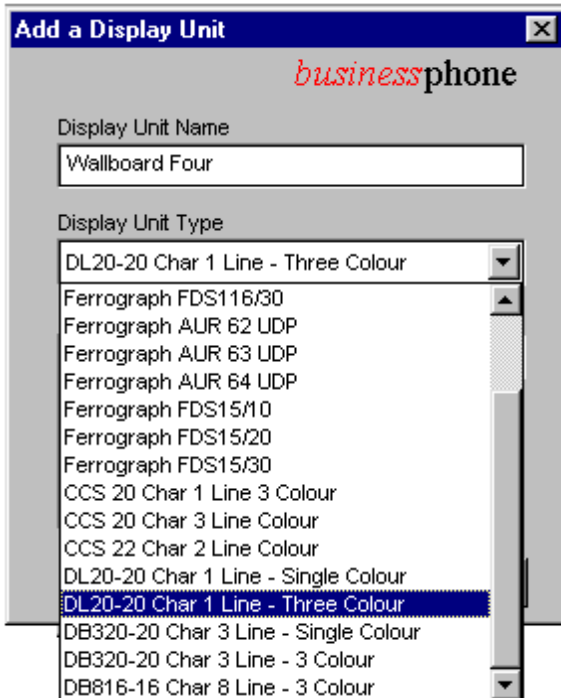 Add a Display Unit
businessphone
Display Unit Name
Wallboard Four
Display Unit Type
DL20-20 Char 1 Line - Three Colour
Ferrograph FDS116/30
Ferrograph AUR 62 UDP
Ferrograph AUR 63 UDP
Ferrograph AUR 64 UDP
Ferrograph FDS15/10
Ferrograph FDS15/20
Ferrograph FDS15/30
CCS 20 Char 1 Line 3 Colour
CCS 20 Char 3 Line Colour
CCS 22 Char 2 Line Colour
DL20-20 Char 1 Line - Single Colour
DL20-20 Char 1 Line - Three Colour
DB320-20 Char 3 Line - Single Colour
DB320-20 Char 3 Line - 3 Colour
DB816-16 Char 8 Line - 3 Colour